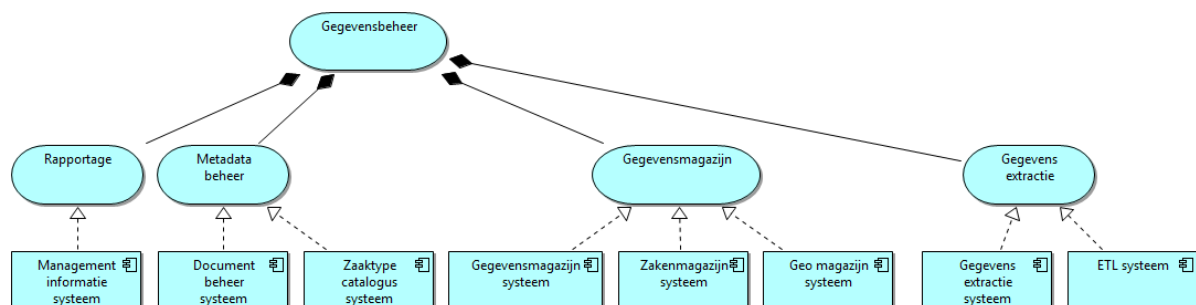 Gegevensbeheer
Rapportage
Metadata
beheer
Gegevensmagazijn
Gegevens
extractie
Management
informatie
systeem
Document
beheer
systeem
Zaaktype
catalogus
systeem
Gegevensmagazijn
systeem
Zakenmagazijn
systeem
Geo magazijn
systeem
Gegevens
extractie
systeem
ETL systeem